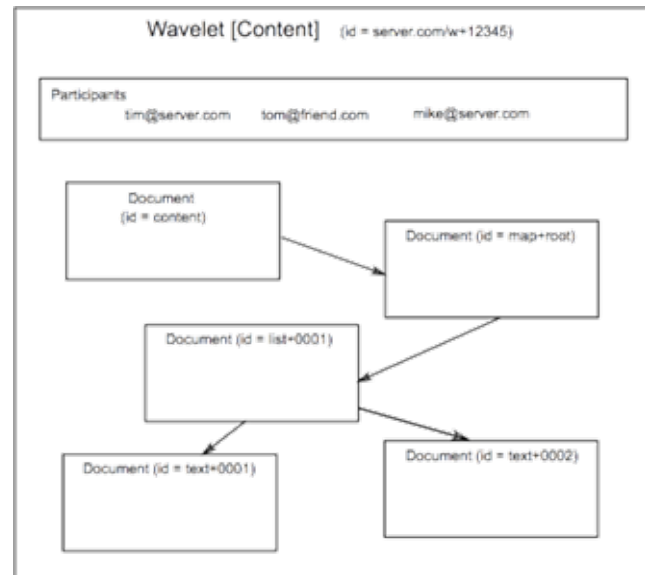 Wavelet [Content] (id = server.com/w+12345)
Participants
tim@server.com tom@friend.com mike@server.com
Document
(id = content)
Document (id = map+root)
Document (id = list+0001)
Document (id = text+0001)
Document (id = text+0002)